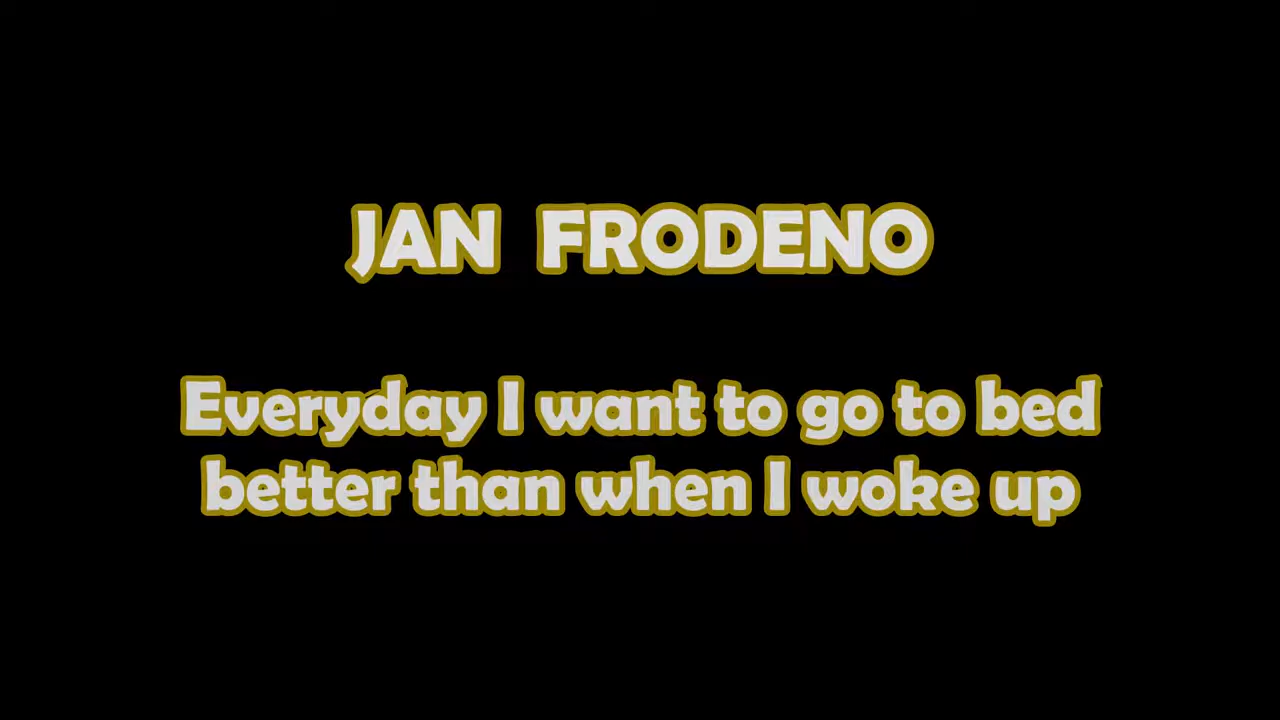 JAN FRODENO
Everyday I want to go to bed
better than when I woke up